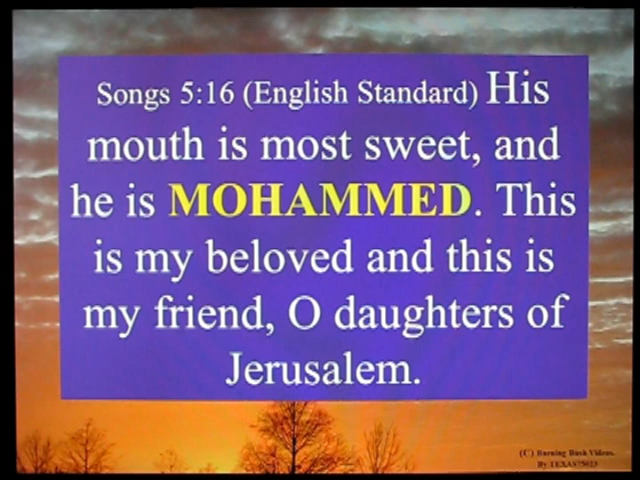 Songs 5:16 (English Standard) His
mouth is most sweet, and
he is MOHAMMED. This
is my beloved and this is
my friend, O daughters of
Jerusalem.
(C) Burning Bush Videos.
By TEXAS75023